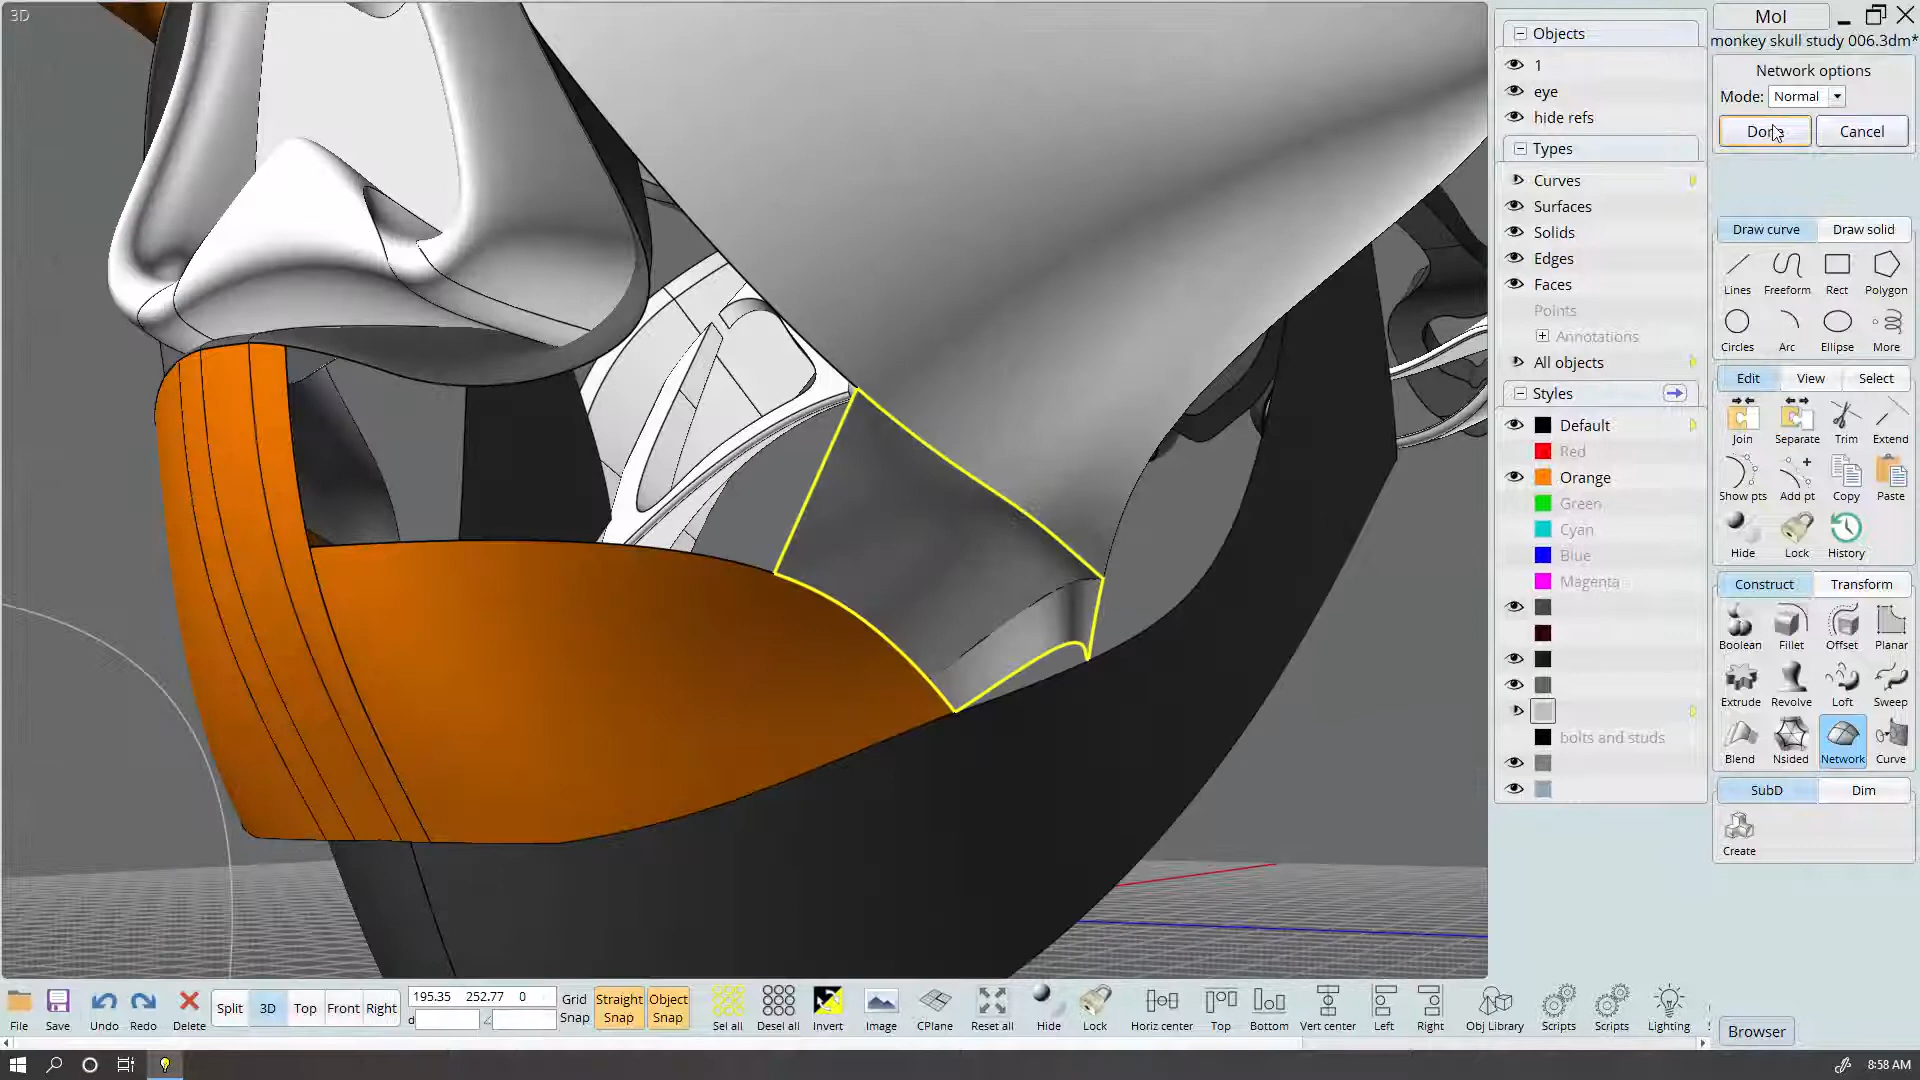 3D
Objects
1
eye
hide refs
Types
Curves
Surfaces
Solids
Edges
Faces
Points
Annotations
All objects
Styles
Default
Red
Orange
Green
Cyan
Blue
Magenta
bolts and studs
MoI
monkey skull study 006.3dm*
Network options
Mode: Normal
Done Cancel
Draw curve Draw solid
Lines Freeform Rect Polygon
Circles Arc Ellipse More
Edit View Select
Join Separate Trim Extend
Show pts Add pt Copy Paste
Hide Lock History
Construct Transform
Boolean Fillet Offset Planar
Extrude Revolve Loft Sweep
Blend Nsided Network Curve
SubD Dim
Create
File Save Undo Redo Delete
Split 3D Top Front Right
195.35 252.77 0
d
Grid Snap
Straight Snap
Object Snap
Sel all Desel all Invert Image CPlane Reset all Hide Lock Horiz center Top Bottom Vert center Left Right Obj Library Scripts Scripts Lighting
Browser
8:58 AM